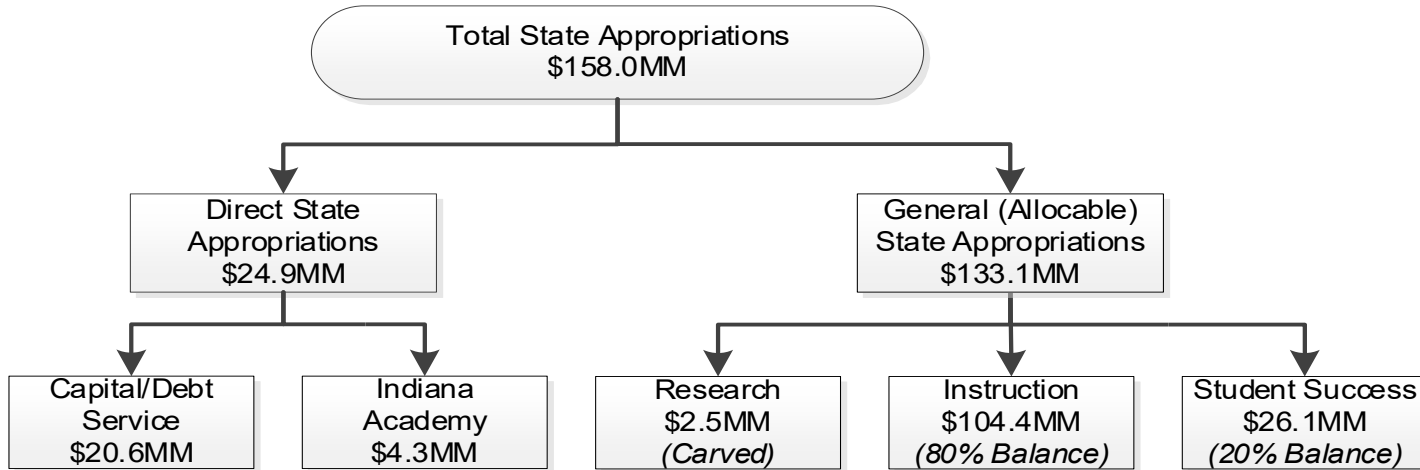 Total State Appropriations
$158.0MM
Direct State
Appropriations
$24.9MM
General (Allocable)
State Appropriations
$133.1MM
Capital/Debt
Service
$20.6MM
Indiana
Academy
$4.3MM
Research
$2.5MM
(Carved)
Instruction
$104.4MM
(80% Balance)
Student Success
$26.1MM
(20% Balance)